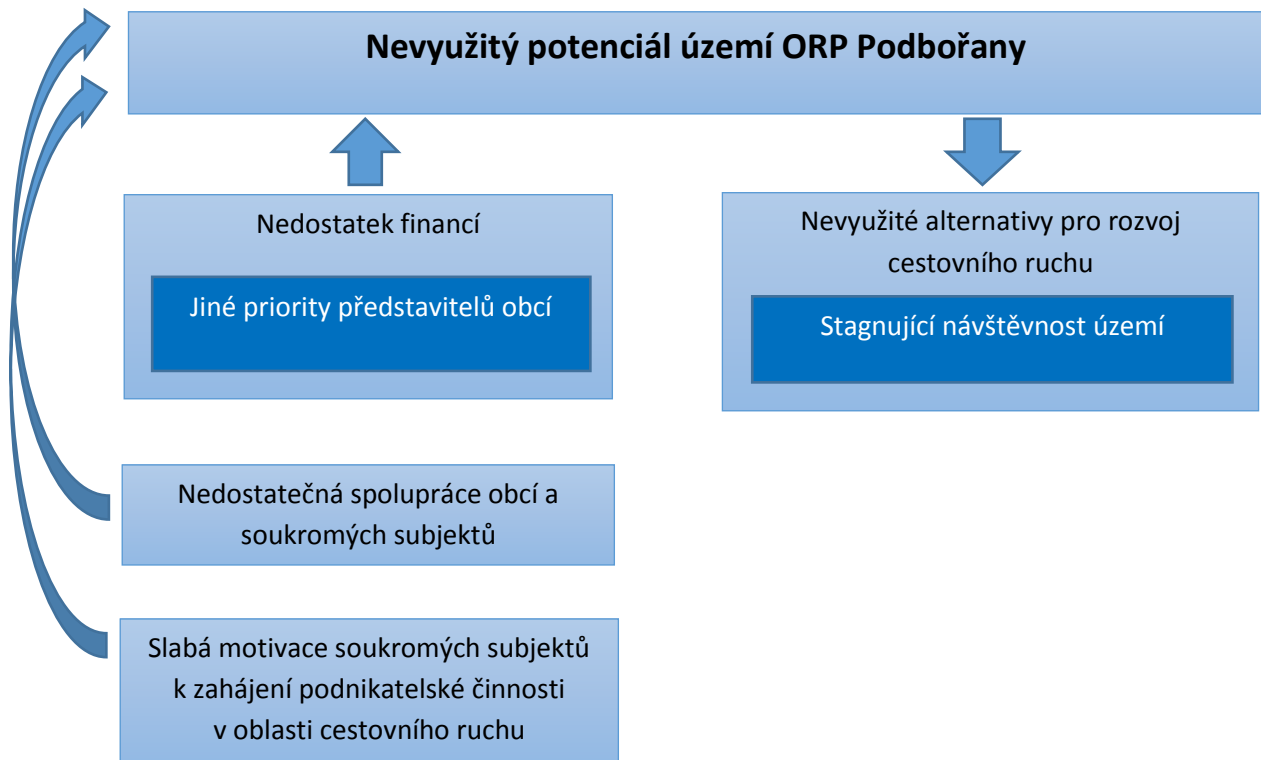 Nevyužitý potenciál území ORP Podbořany
Nedostatek financí
Jiné priority představitelů obcí
Nevyužité alternativy pro rozvoj
cestovního ruchu
Stagnující návštěvnost území
Nedostatečná spolupráce obcí a
soukromých subjektů
Slabá motivace soukromých subjektů
k zahájení podnikatelské činnosti
v oblasti cestovního ruchu